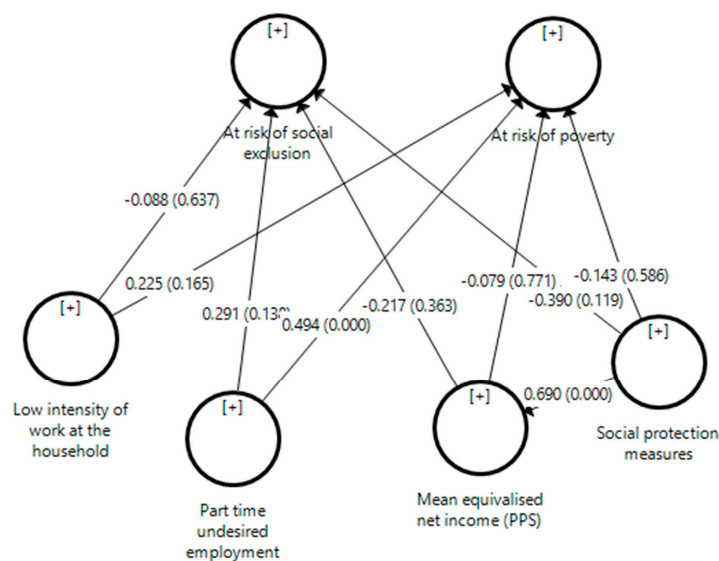 [+]
[+]
At risk of social
exclusion
At risk of poverty
-0.088 (0.637)
0.225 (0.165)
0.291
0.494 (0.000)
-0.217 (0.363)
-0.079 (0.771)
-0.143 (0.586)
-0.390 (0.119)
[+]
[+]
[+]
[+]
0.690 (0.000)
Low intensity of
work at the
household
Part time
undesired
employment
Mean equivalised
net income (PPS)
Social protection
measures